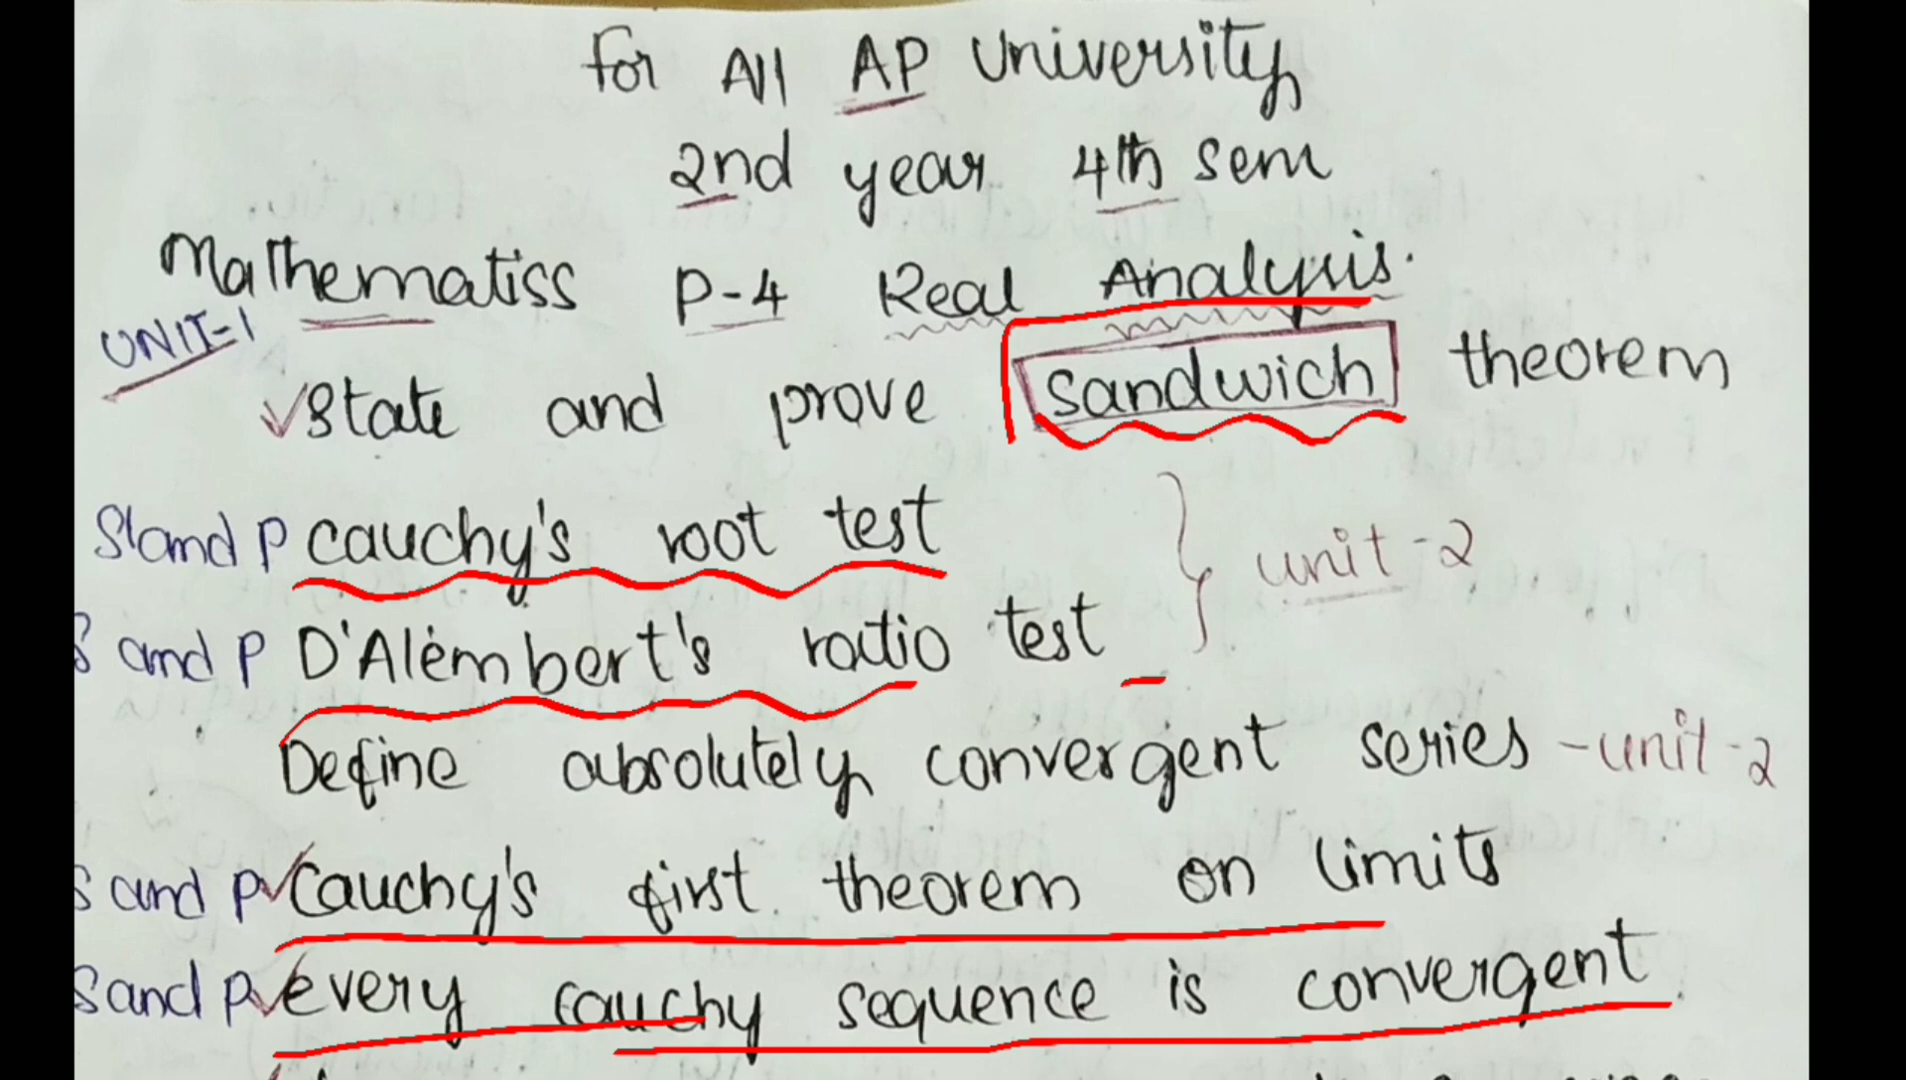 For All AP University
2nd year 4th sem
Mathematiss P-4 Real Analysis.
UNIT-1
State and prove sandwich theorem
S and P Cauchy's root test
unit-2
S and P D'Alembert's ratio test
Define absolutely convergent series - unit-2
S and P Cauchy's first theorem on limits
S and P every cauchy sequence is convergent